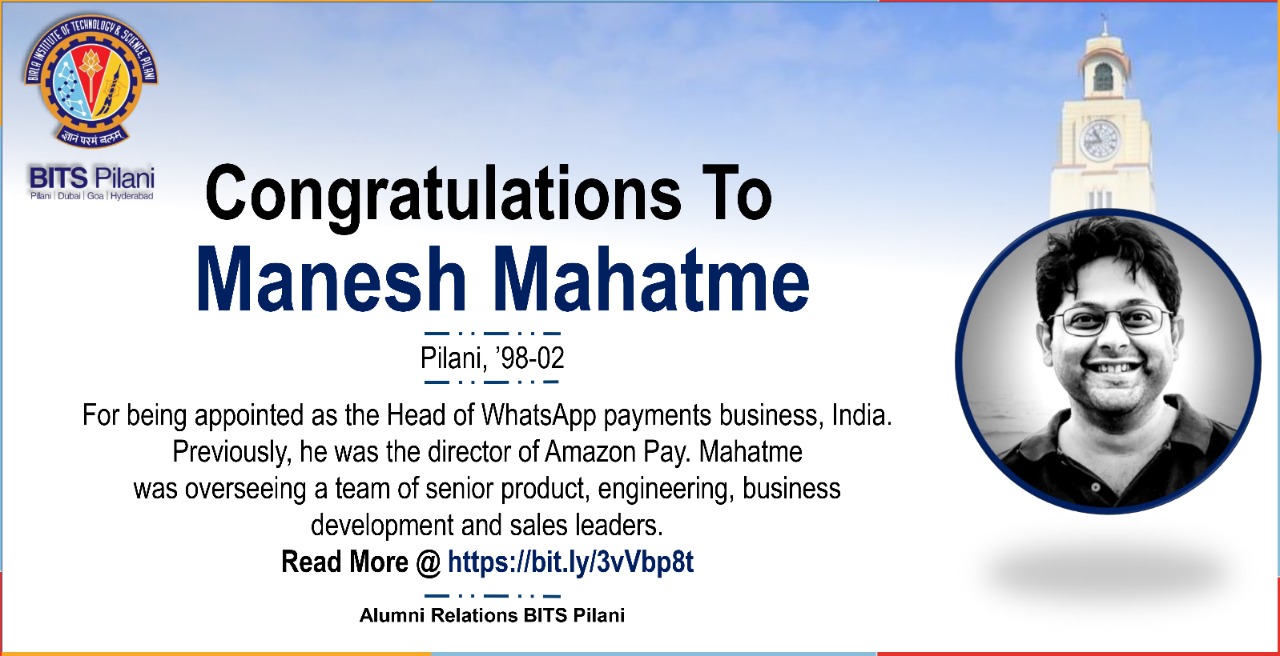 BIRLA INSTITUTE OF TECHNOLOGY & SCIENCE, PILANI
ज्ञानं परमं बलम्
BITS Pilani
Pilani | Dubai | Goa | Hyderabad
Congratulations To
Manesh Mahatme
Pilani, ’98-02
For being appointed as the Head of WhatsApp payments business, India.
Previously, he was the director of Amazon Pay. Mahatme
was overseeing a team of senior product, engineering, business
development and sales leaders.
Read More @ https://bit.ly/3vVbp8t
Alumni Relations BITS Pilani